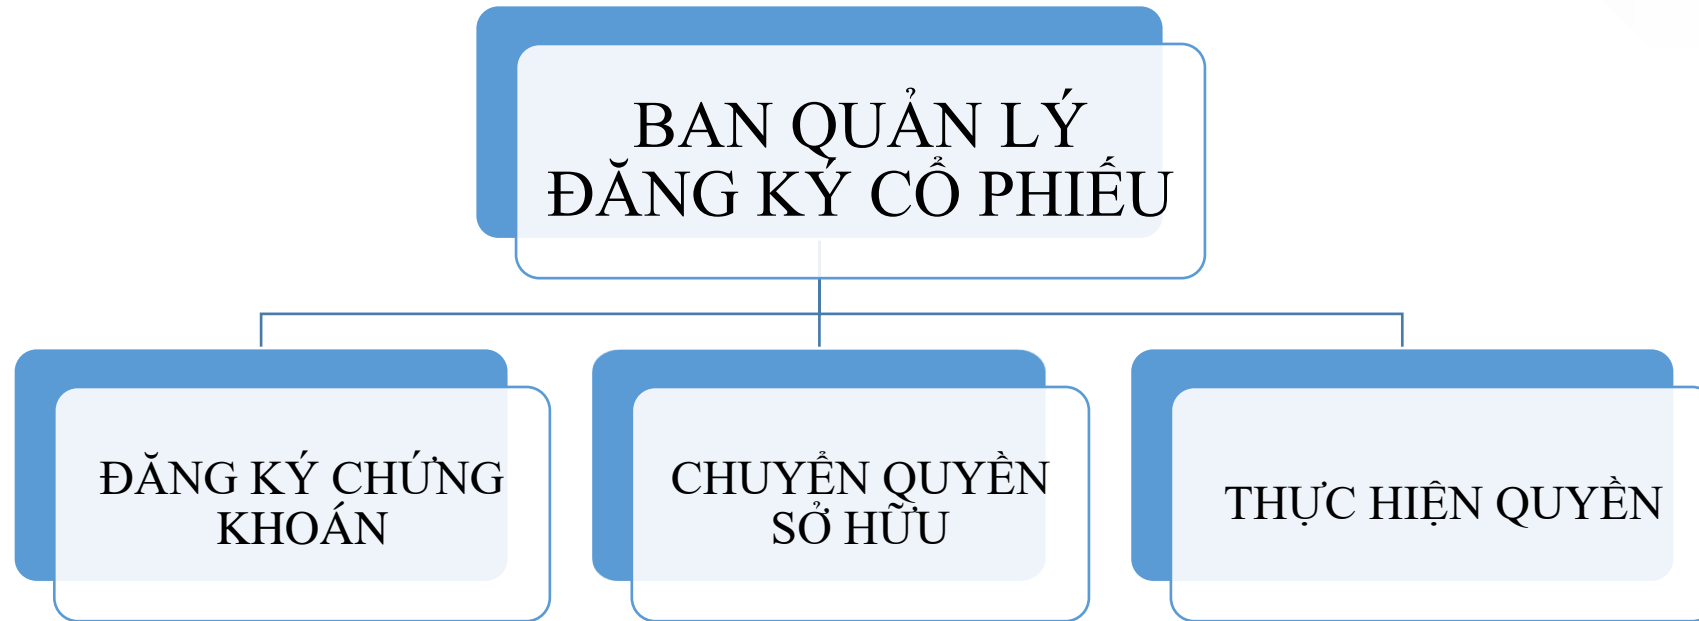 BAN QUẢN LÝ
ĐĂNG KÝ CỔ PHIẾU
ĐĂNG KÝ CHỨNG
KHOÁN
CHUYỂN QUYỀN
SỞ HỮU
THỰC HIỆN QUYỀN